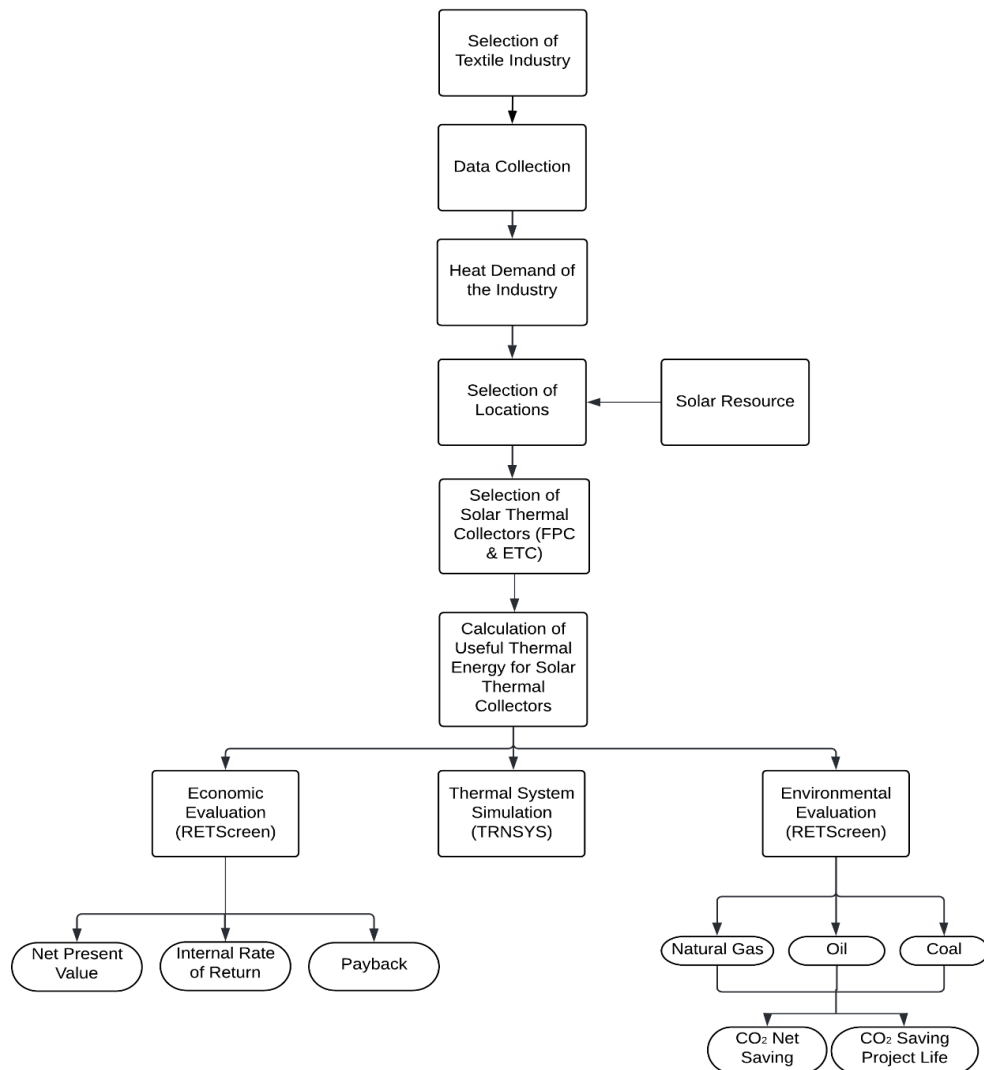 Selection of
Textile Industry
Data Collection
Heat Demand of
the Industry
Selection of
Locations
Solar Resource
Selection of
Solar Thermal
Collectors (FPC
& ETC)
Calculation of
Useful Thermal
Energy for Solar
Thermal
Collectors
Economic
Evaluation
(RETScreen)
Thermal System
Simulation
(TRNSYS)
Environmental
Evaluation
(RETScreen)
Net Present
Value
Internal Rate
of Return
Payback
Natural Gas
Oil
Coal
CO₂ Net
Saving
CO₂ Saving
Project Life